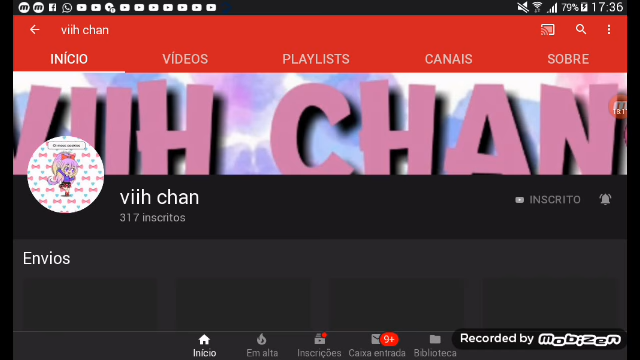 79% 17:36
viih chan
INÍCIO VÍDEOS PLAYLISTS CANAIS SOBRE
VIIH CHAN
viih chan
317 inscritos
INSCRITO
Envios
9+
Início Em alta Inscrições Caixa entrada Biblioteca
Recorded by Mobizen